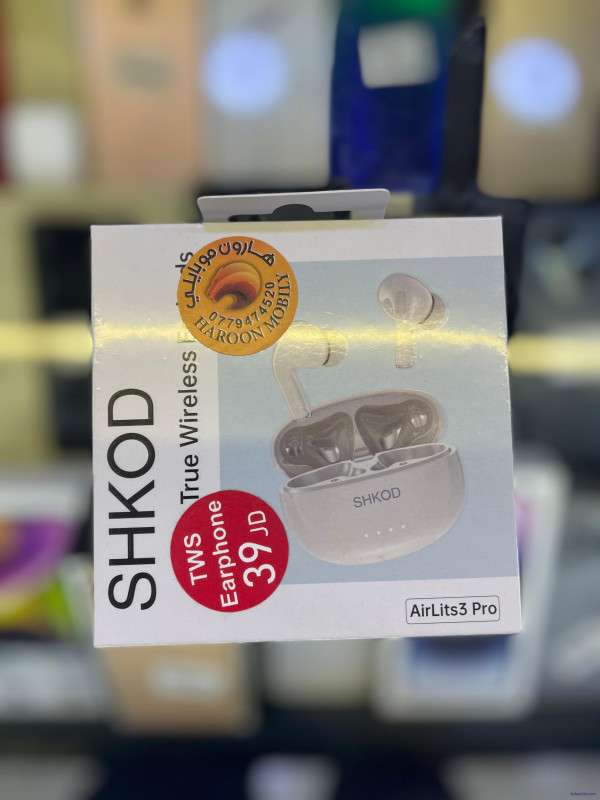 هارون موبايلي
0779474520
HAROON MOBILY
SHKOD
True Wireless
TWS
Earphone
39 JD
SHKOD
AirLits3 Pro